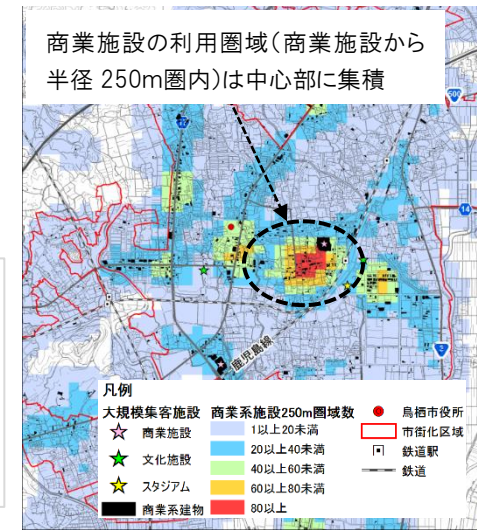 商業施設の利用圏域(商業施設から
半径 250m圏内)は中心部に集積
500
14
2
鹿児島線
凡例
大規模集客施設 商業系施設250m圏域数
商業施設
文化施設
スタジアム
商業系建物
1以上20未満
20以上40未満
40以上60未満
60以上80未満
80以上
鳥栖市役所
市街化区域
鉄道駅
鉄道